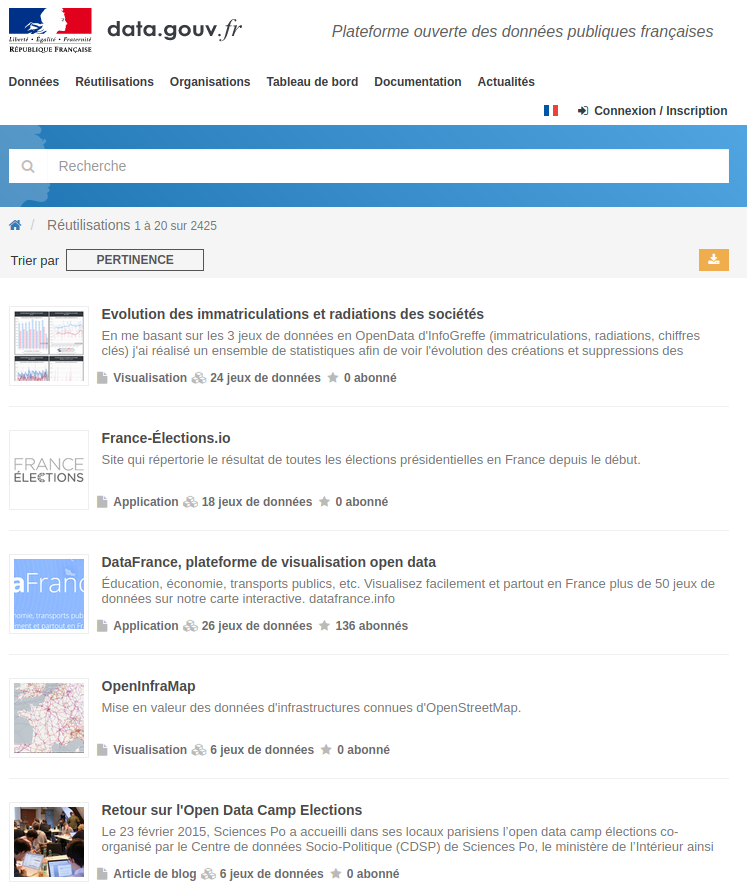 Liberté • Égalité • Fraternité
RÉPUBLIQUE FRANÇAISE
data.gouv.fr
Plateforme ouverte des données publiques françaises
Données Réutilisations Organisations Tableau de bord Documentation Actualités
Connexion / Inscription
Recherche
/ Réutilisations 1 à 20 sur 2425
Trier par PERTINENCE
Evolution des immatriculations et radiations des sociétés
En me basant sur les 3 jeux de données en OpenData d'InfoGreffe (immatriculations, radiations, chiffres
clés) j'ai réalisé un ensemble de statistiques afin de voir l'évolution des créations et suppressions des
Visualisation 24 jeux de données 0 abonné
FRANCE
ÉLECTIONS
France-Élections.io
Site qui répertorie le résultat de toutes les élections présidentielles en France depuis le début.
Application 18 jeux de données 0 abonné
aFranc
nomie, transports pub
ment et partout en Fr
DataFrance, plateforme de visualisation open data
Éducation, économie, transports publics, etc. Visualisez facilement et partout en France plus de 50 jeux de
données sur notre carte interactive. datafrance.info
Application 26 jeux de données 136 abonnés
OpenInfraMap
Mise en valeur des données d'infrastructures connues d'OpenStreetMap.
Visualisation 6 jeux de données 0 abonné
Retour sur l'Open Data Camp Elections
Le 23 février 2015, Sciences Po a accueilli dans ses locaux parisiens l’open data camp élections co-
organisé par le Centre de données Socio-Politique (CDSP) de Sciences Po, le ministère de l’Intérieur ainsi
Article de blog 6 jeux de données 0 abonné